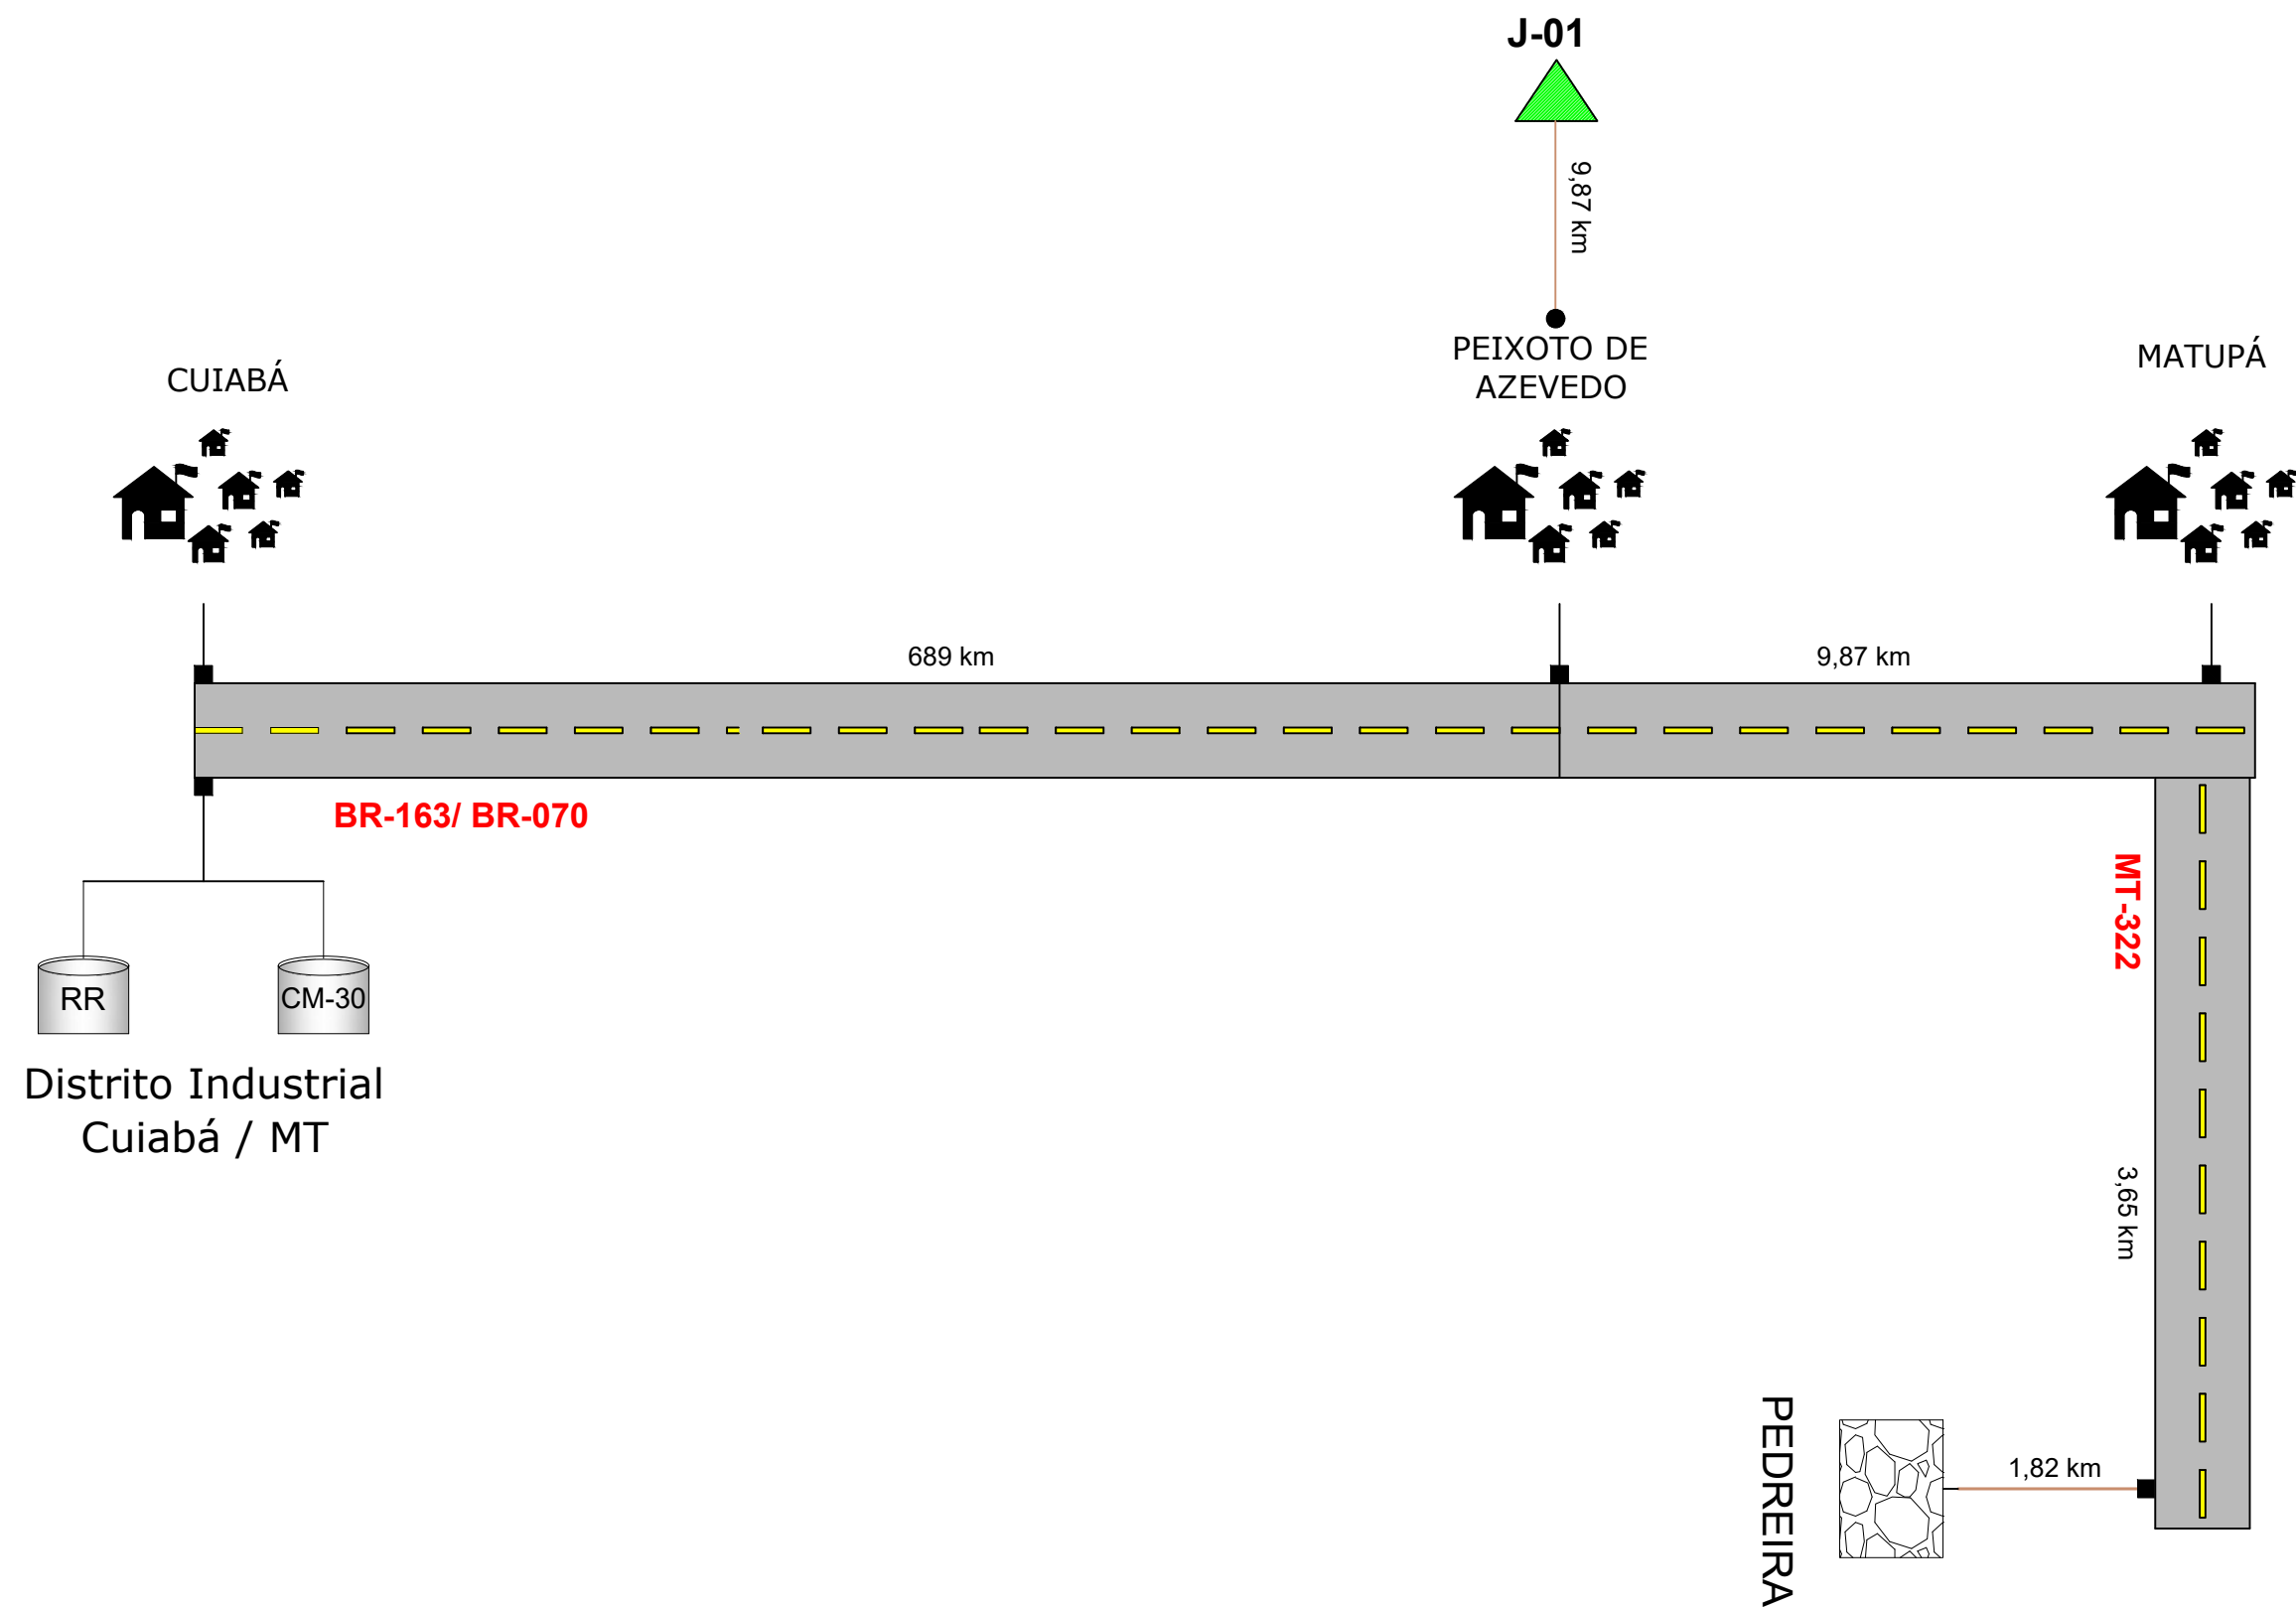 J-01
9,87 km
PEIXOTO DE
AZEVEDO
MATUPÁ
CUIABÁ
689 km
9,87 km
BR-163/ BR-070
MT-322
RR
CM-30
Distrito Industrial
Cuiabá / MT
3,65 km
PEDREIRA
1,82 km